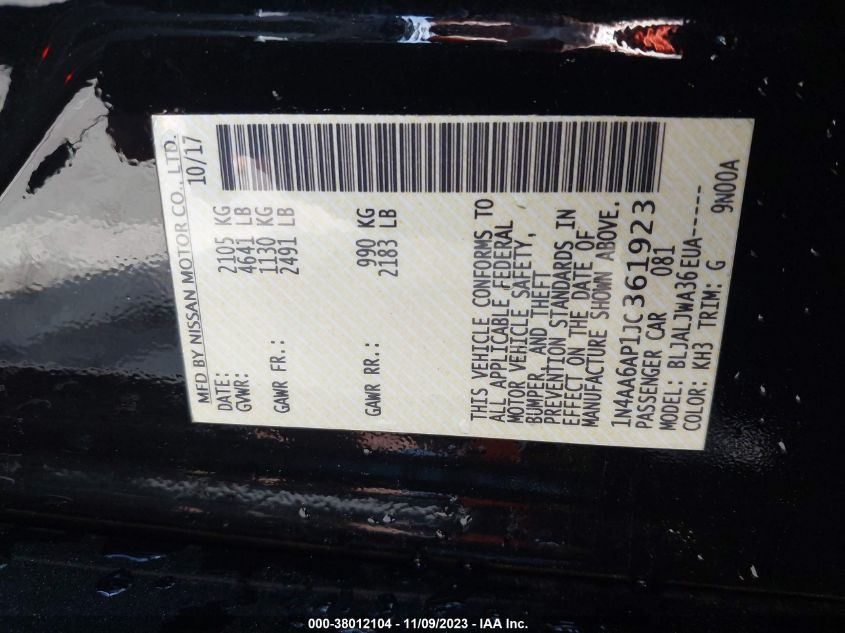 MFD BY NISSAN MOTOR CO., LTD.
DATE: 10/17
GVWR: 2105 KG
4641 LB
GAWR FR.: 1130 KG
2491 LB
GAWR RR.: 990 KG
2183 LB
THIS VEHICLE CONFORMS TO
ALL APPLICABLE FEDERAL
MOTOR VEHICLE SAFETY,
BUMPER, AND THEFT
PREVENTION STANDARDS IN
EFFECT ON THE DATE OF
MANUFACTURE SHOWN ABOVE.
1N4AA6AP1JC361923
PASSENGER CAR 081
MODEL: BLJALJWA36EUA-----
COLOR: KH3 TRIM: G 9N00A
000-38012104 - 11/09/2023 - IAA Inc.